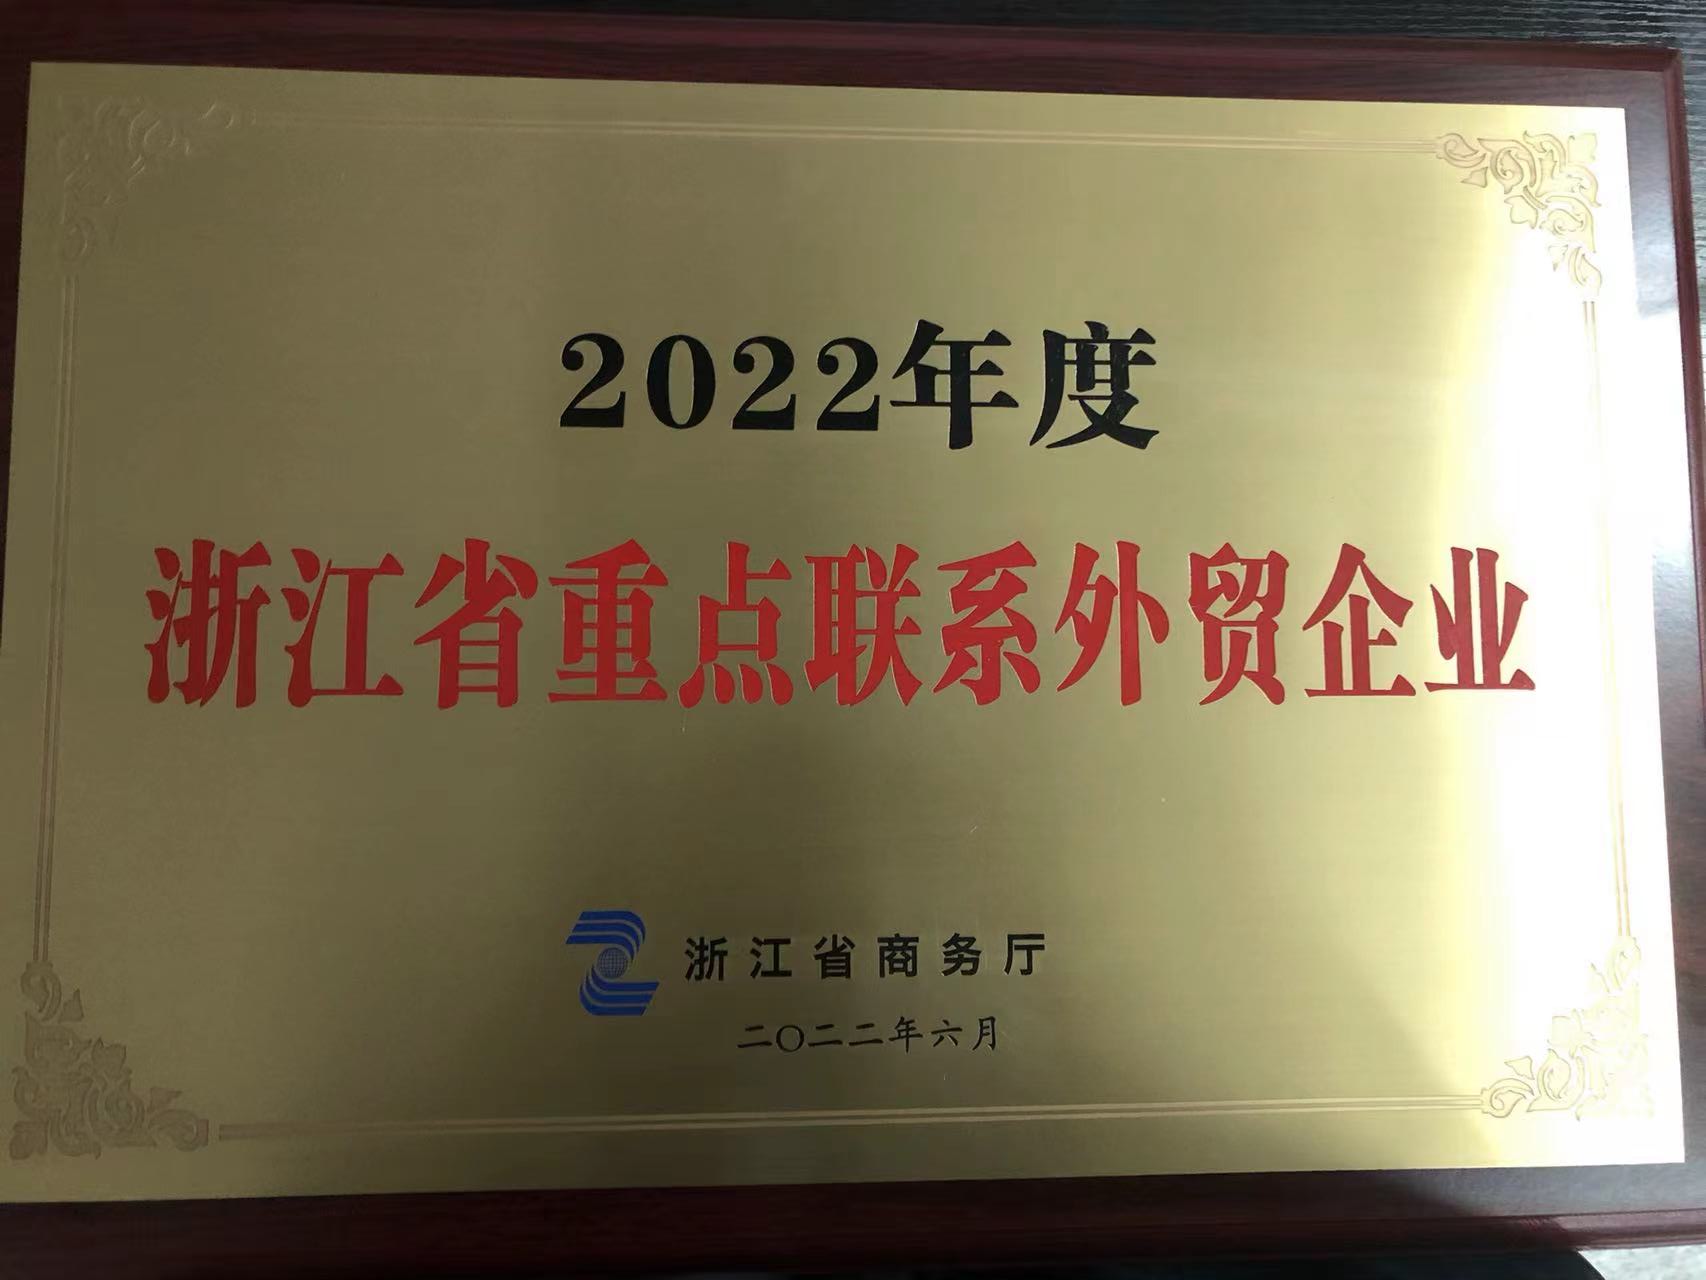 2022年度
浙江省重点联系外贸企业
浙江省商务厅
二〇二二年六月